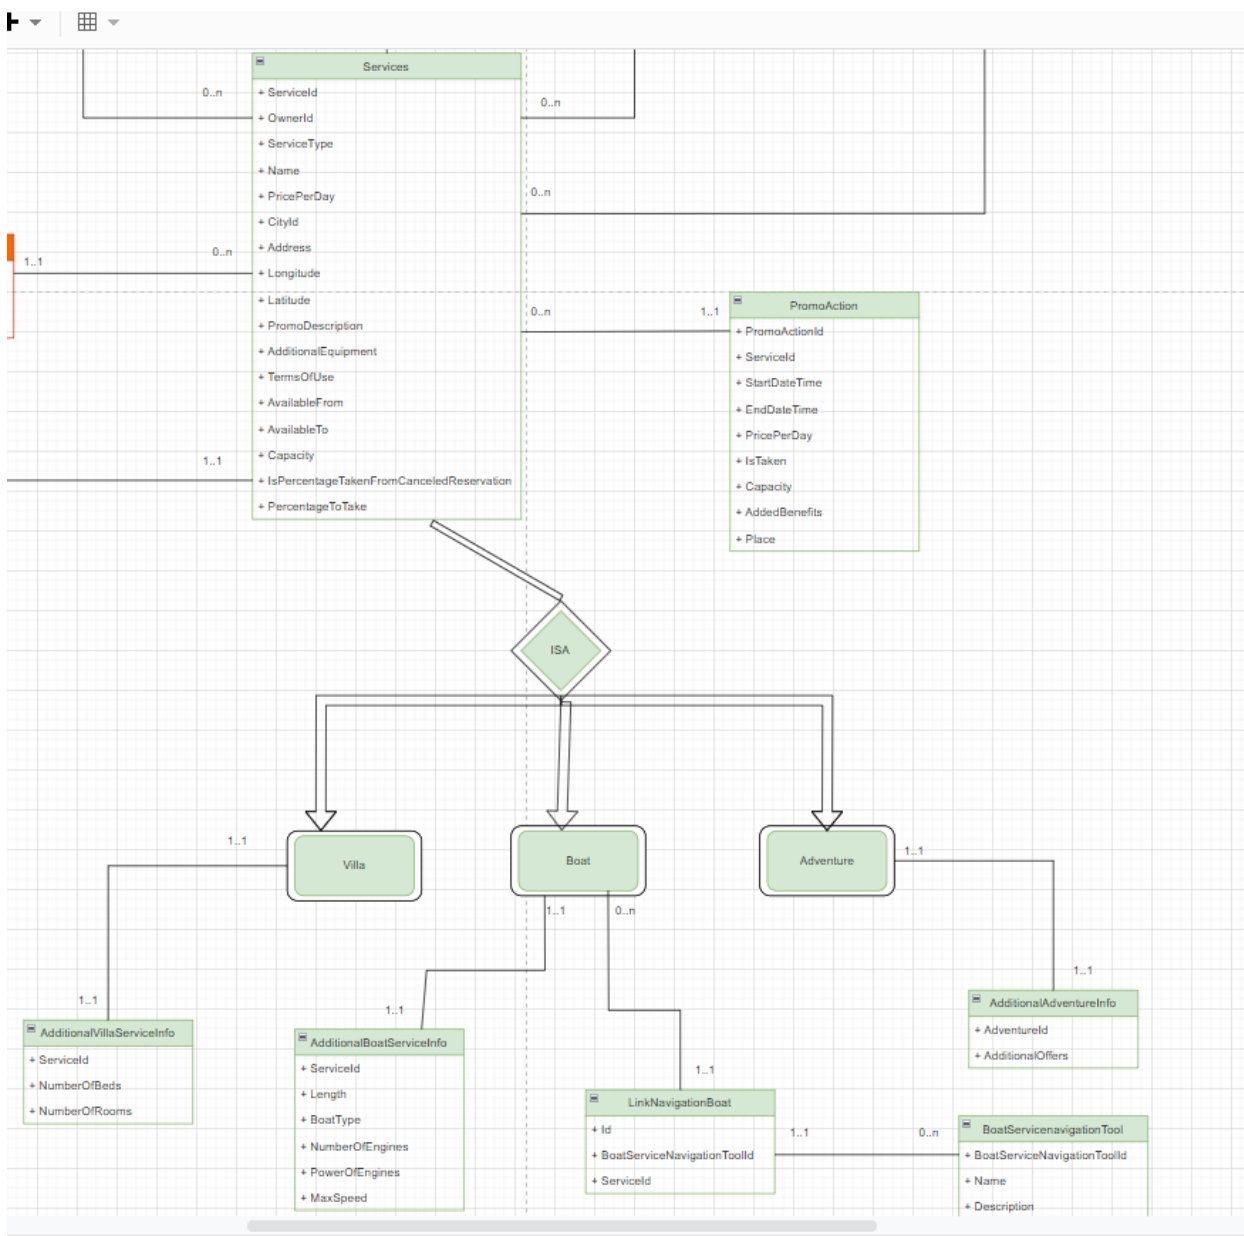 Services
0..n
+ ServiceId
0..n
+ OwnerId
+ ServiceType
+ Name
0..n
+ PricePerDay
+ CityId
0..n
+ Address
1..1
+ Longitude
+ Latitude
PromoAction
0..n
1..1
+ PromoDescription
+ PromoActionId
+ AdditionalEquipment
+ ServiceId
+ TermsOfUse
+ StartDateTime
+ AvailableFrom
+ EndDateTime
+ AvailableTo
+ PricePerDay
1..1
+ Capacity
+ IsTaken
+ IsPercentageTakenFromCanceledReservation
+ Capacity
+ PercentageToTake
+ AddedBenefits
+ Place
ISA
1..1
Villa
Boat
Adventure
1..1
1..1
0..n
1..1
1..1
1..1
AdditionalVillaServiceInfo
+ ServiceId
+ NumberOfBeds
+ NumberOfRooms
AdditionalBoatServiceInfo
+ ServiceId
+ Length
+ BoatType
+ NumberOfEngines
+ PowerOfEngines
+ MaxSpeed
AdditionalAdventureInfo
+ AdventureId
+ AdditionalOffers
1..1
LinkNavigationBoat
+ Id
+ BoatServiceNavigationToolId
+ ServiceId
1..1
0..n
BoatServicenavigationTool
+ BoatServiceNavigationToolId
+ Name
+ Description